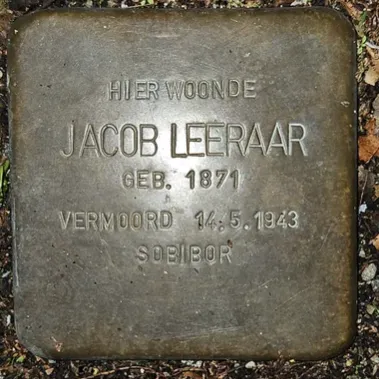 HIER WOONDE
JACOB LEERAAR
GEB. 1871
VERMOORD 14.5.1943
SOBIBOR